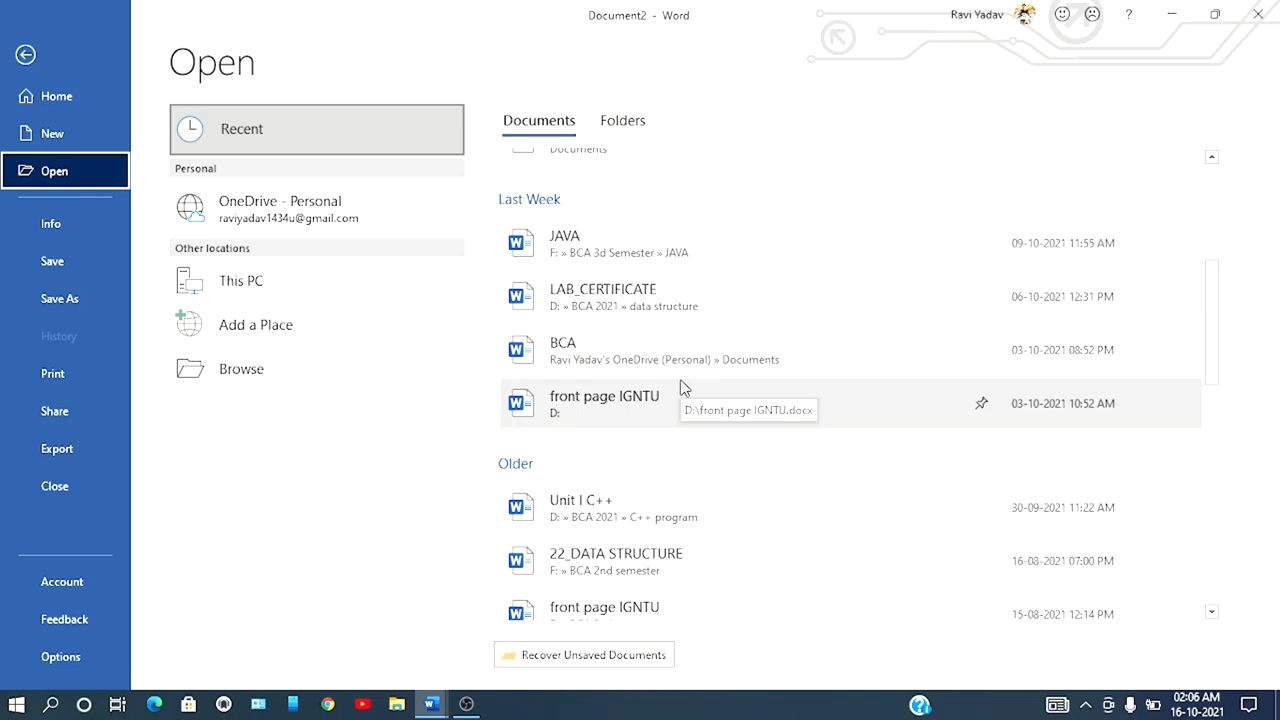 Document2 - Word
Ravi Yadav
?
Open
Home
New
Open
Info
Save
Save As
History
Print
Share
Export
Close
Account
Feedback
Options
Recent
Personal
OneDrive - Personal
raviyadav1434u@gmail.com
Other locations
This PC
Add a Place
Browse
Documents Folders
Documents
Last Week
JAVA
F: » BCA 3d Semester » JAVA
09-10-2021 11:55 AM
LAB_CERTIFICATE
D: » BCA 2021 » data structure
06-10-2021 12:31 PM
BCA
Ravi Yadav's OneDrive (Personal) » Documents
03-10-2021 08:52 PM
front page IGNTU
D:
03-10-2021 10:52 AM
D:\front page IGNTU.docx
Older
Unit I C++
D: » BCA 2021 » C++ program
30-09-2021 11:22 AM
22_DATA STRUCTURE
F: » BCA 2nd semester
16-08-2021 07:00 PM
front page IGNTU
15-08-2021 12:14 PM
Recover Unsaved Documents
02:06 AM
16-10-2021